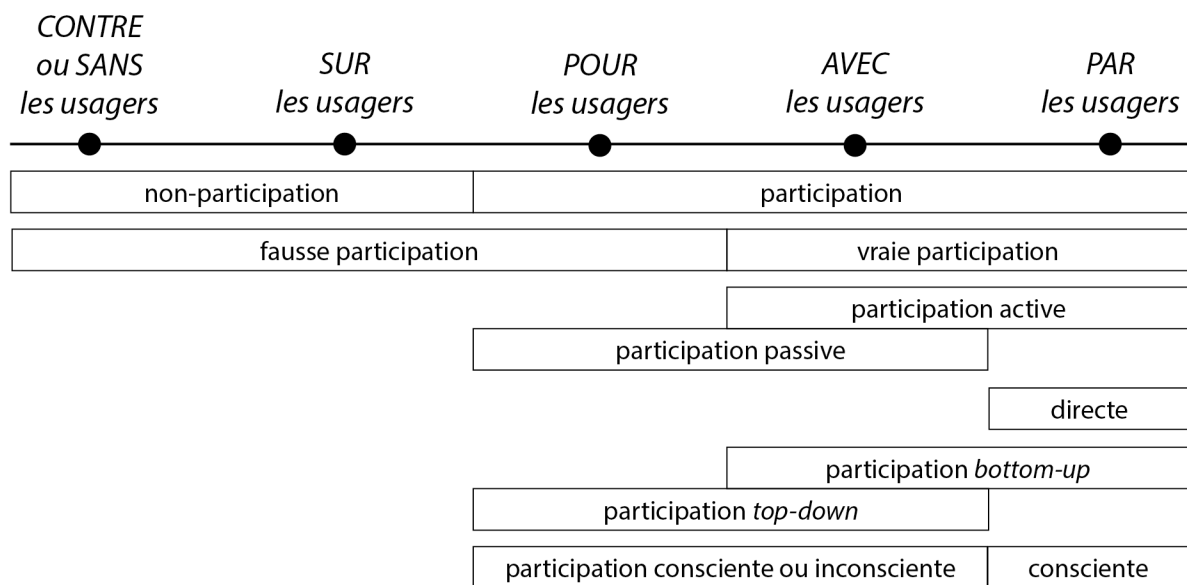 CONTRE
ou SANS
les usagers
SUR
les usagers
POUR
les usagers
AVEC
les usagers
PAR
les usagers
non-participation
participation
fausse participation
vraie participation
participation active
participation passive
directe
participation bottom-up
participation top-down
participation consciente ou inconsciente
consciente